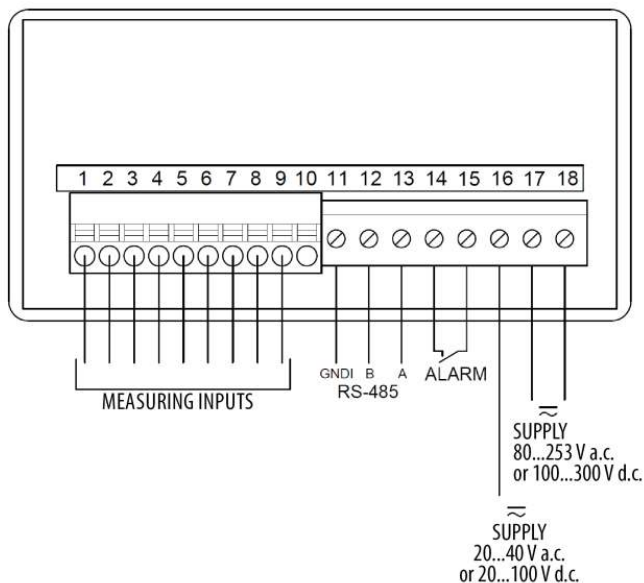 1 2 3 4 5 6 7 8 9 10 11 12 13 14 15 16 17 18
GNDI B A
RS-485
ALARM
MEASURING INPUTS
SUPPLY
80...253 V a.c.
or 100...300 V d.c.
SUPPLY
20...40 V a.c.
or 20...100 V d.c.